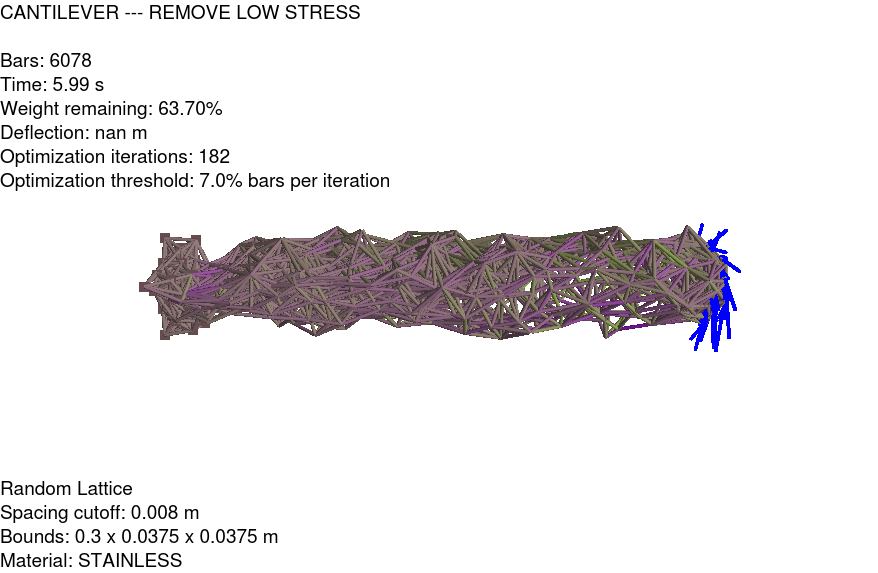 CANTILEVER --- REMOVE LOW STRESS
Bars: 6078
Time: 5.99 s
Weight remaining: 63.70%
Deflection: nan m
Optimization iterations: 182
Optimization threshold: 7.0% bars per iteration
Random Lattice
Spacing cutoff: 0.008 m
Bounds: 0.3 x 0.0375 x 0.0375 m
Material: STAINLESS